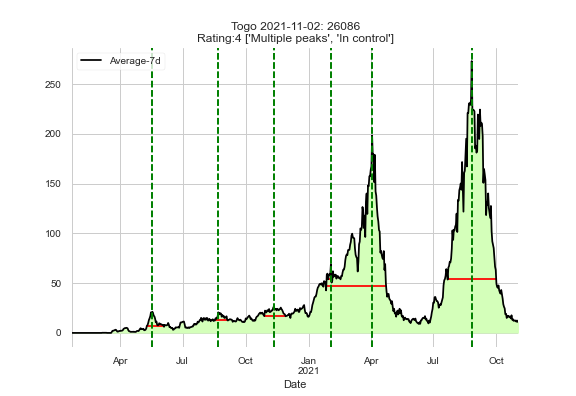 Togo 2021-11-02: 26086
Rating:4 ['Multiple peaks', 'In control']
Average-7d
250
200
150
100
50
0
Apr Jul Oct Jan Apr Jul Oct
2021
Date